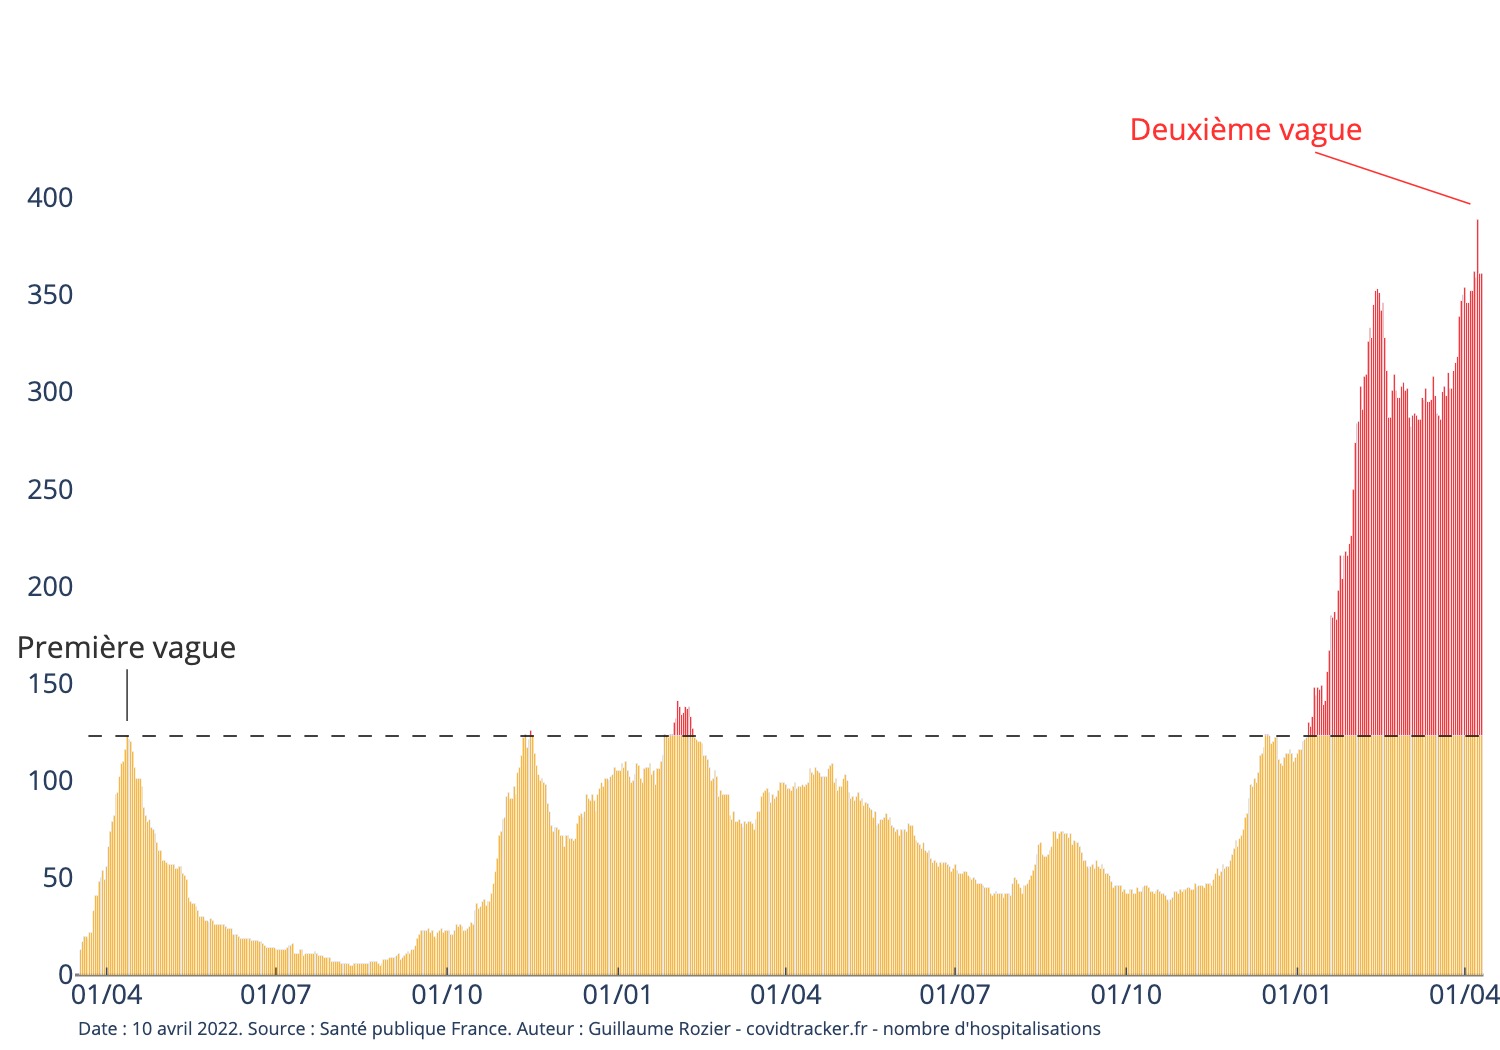 Deuxième vague
400
350
300
250
200
Première vague
150
100
50
0
01/04 01/07 01/10 01/01 01/04 01/07 01/10 01/01 01/04
Date : 10 avril 2022. Source : Santé publique France. Auteur : Guillaume Rozier - covidtracker.fr - nombre d'hospitalisations